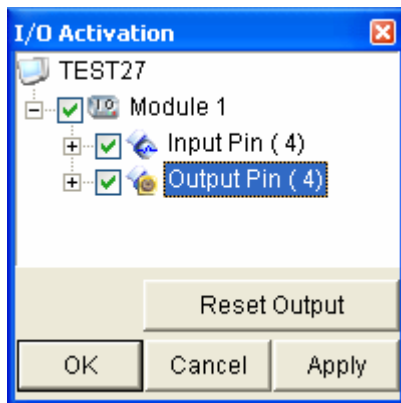 I/O Activation
TEST27
Module 1
Input Pin ( 4)
Output Pin ( 4)
Reset Output
OK Cancel Apply